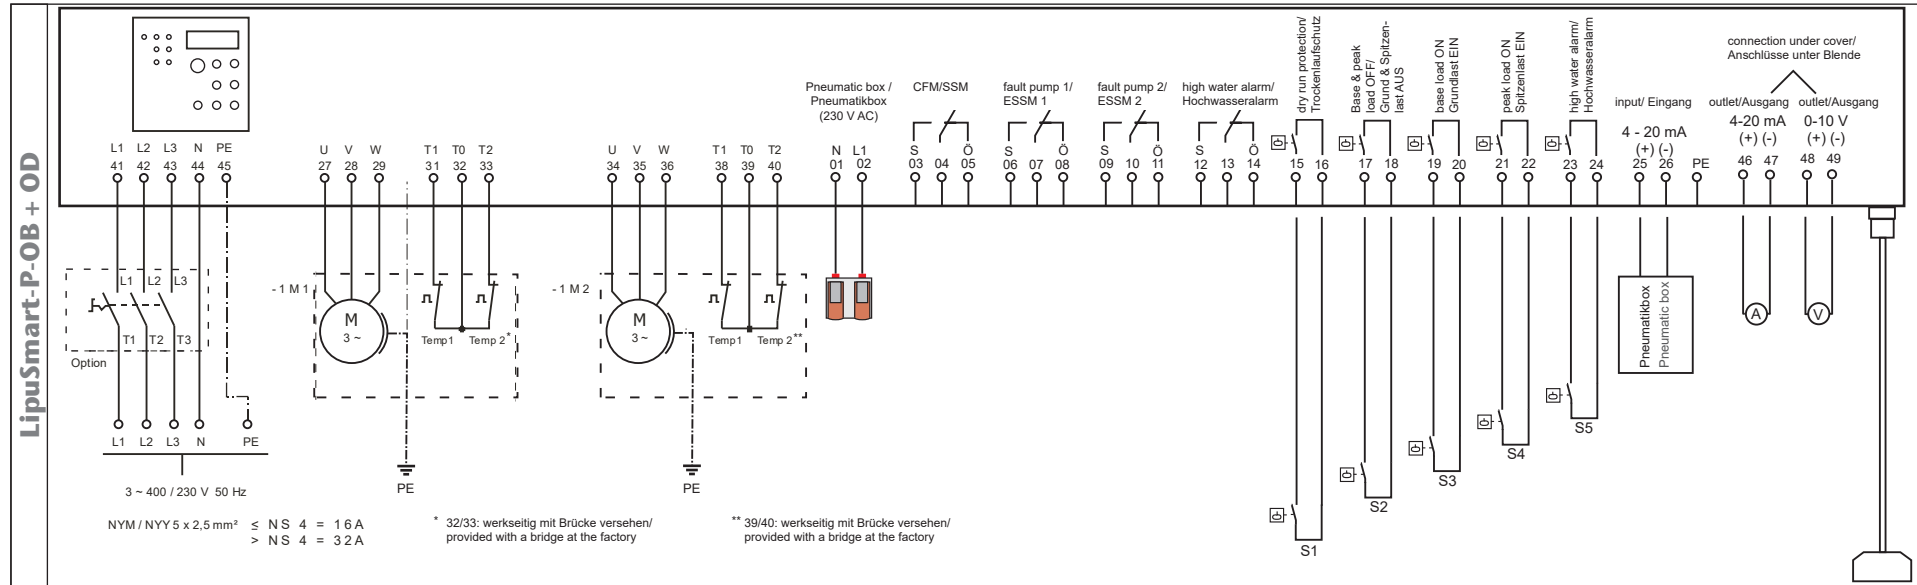 LipuSmart-P-OB + OD
L1 L2 L3 N PE
41 42 43 44 45
U V W
27 28 29
T1 T0 T2
31 32 33
U V W
34 35 36
T1 T0 T2
38 39 40
Pneumatic box /
Pneumatikbox
(230 V AC)
N L1
01 02
CFM/SSM
S Ö
03 04 05
fault pump 1/
ESSM 1
S Ö
06 07 08
fault pump 2/
ESSM 2
S Ö
09 10 11
high water alarm/
Hochwasseralarm
S Ö
12 13 14
dry run protection/
Trockenlaufschutz
15 16
Base & peak
load OFF/
Grund & Spitzen-
last AUS
17 18
base load ON
Grundlast EIN
19 20
peak load ON
Spitzenlast EIN
21 22
high water alarm/
Hochwasseralarm
23 24
input/ Eingang
4 - 20 mA
(+) (-)
25 26 PE
connection under cover/
Anschlüsse unter Blende
outlet/Ausgang outlet/Ausgang
4-20 mA 0-10 V
(+) (-) (+) (-)
46 47 48 49
L1 L2 L3
T1 T2 T3
Option
L1 L2 L3 N PE
3 ~ 400 / 230 V 50 Hz
NYM / NYY 5 x 2,5 mm² ≤ NS 4 = 16A
> NS 4 = 32A
- 1 M 1
M
3 ~
Temp1 Temp 2*
PE
* 32/33: werkseitig mit Brücke versehen/
provided with a bridge at the factory
- 1 M 2
M
3 ~
Temp1 Temp 2**
PE
** 39/40: werkseitig mit Brücke versehen/
provided with a bridge at the factory
S1
S2
S3
S4
S5
Pneumatikbox
Pneumatic box
A
V